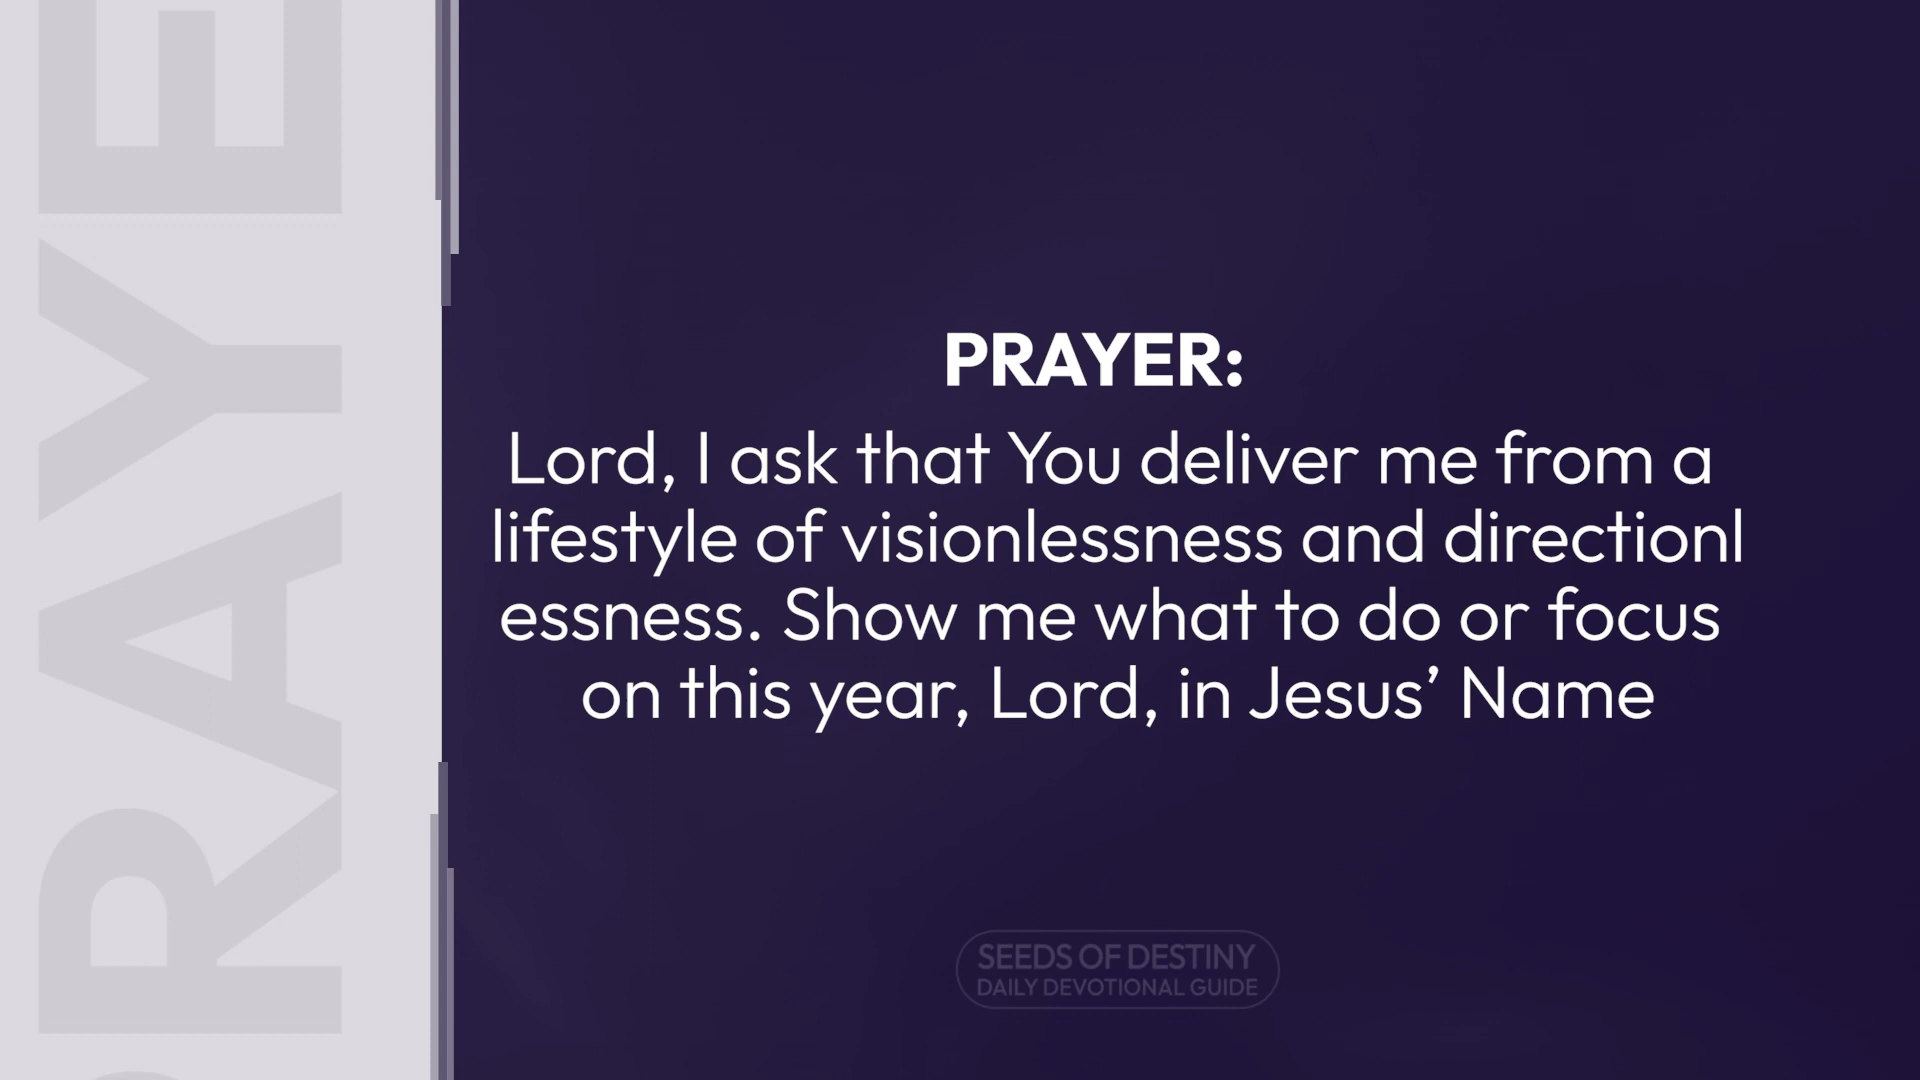 PRAYE
PRAYER:
Lord, I ask that You deliver me from a
lifestyle of visionlessness and directionl
essness. Show me what to do or focus
on this year, Lord, in Jesus’ Name
SEEDS OF DESTINY
DAILY DEVOTIONAL GUIDE